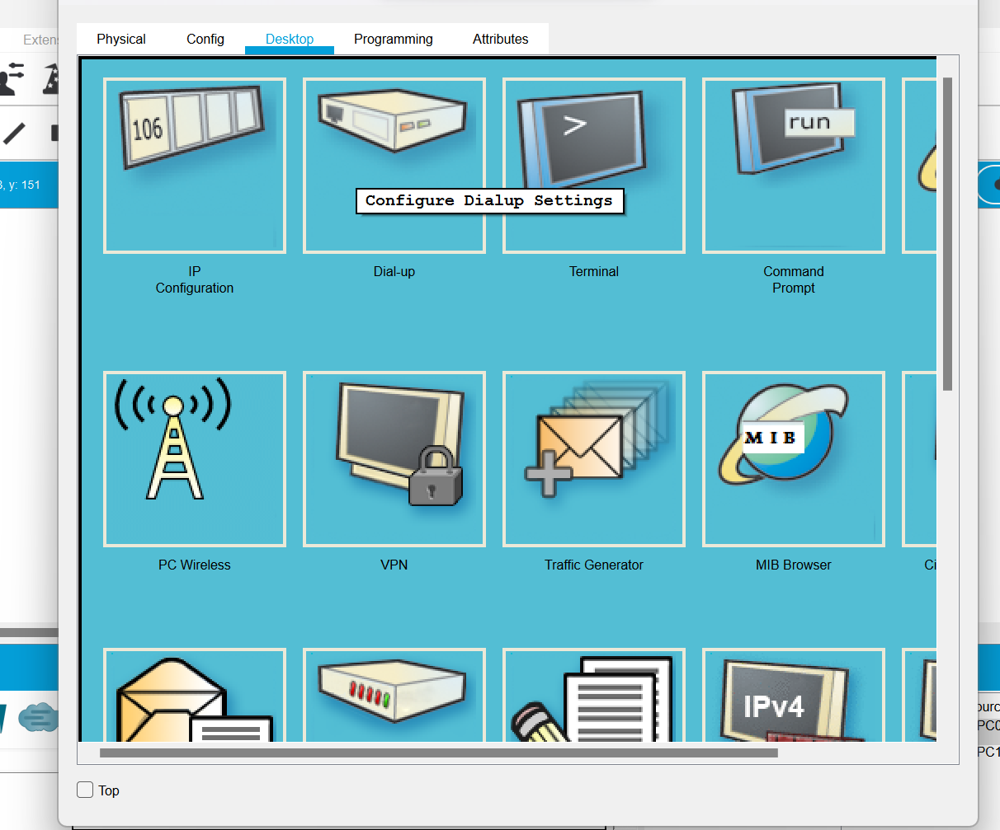 Physical
Config
Desktop
Programming
Attributes
Exten
106
>
run
, y: 151
Configure Dialup Settings
IP
Configuration
Dial-up
Terminal
Command
Prompt
MIB
PC Wireless
VPN
Traffic Generator
MIB Browser
Ci
IPv4
ourc
PC0
PC1
Top